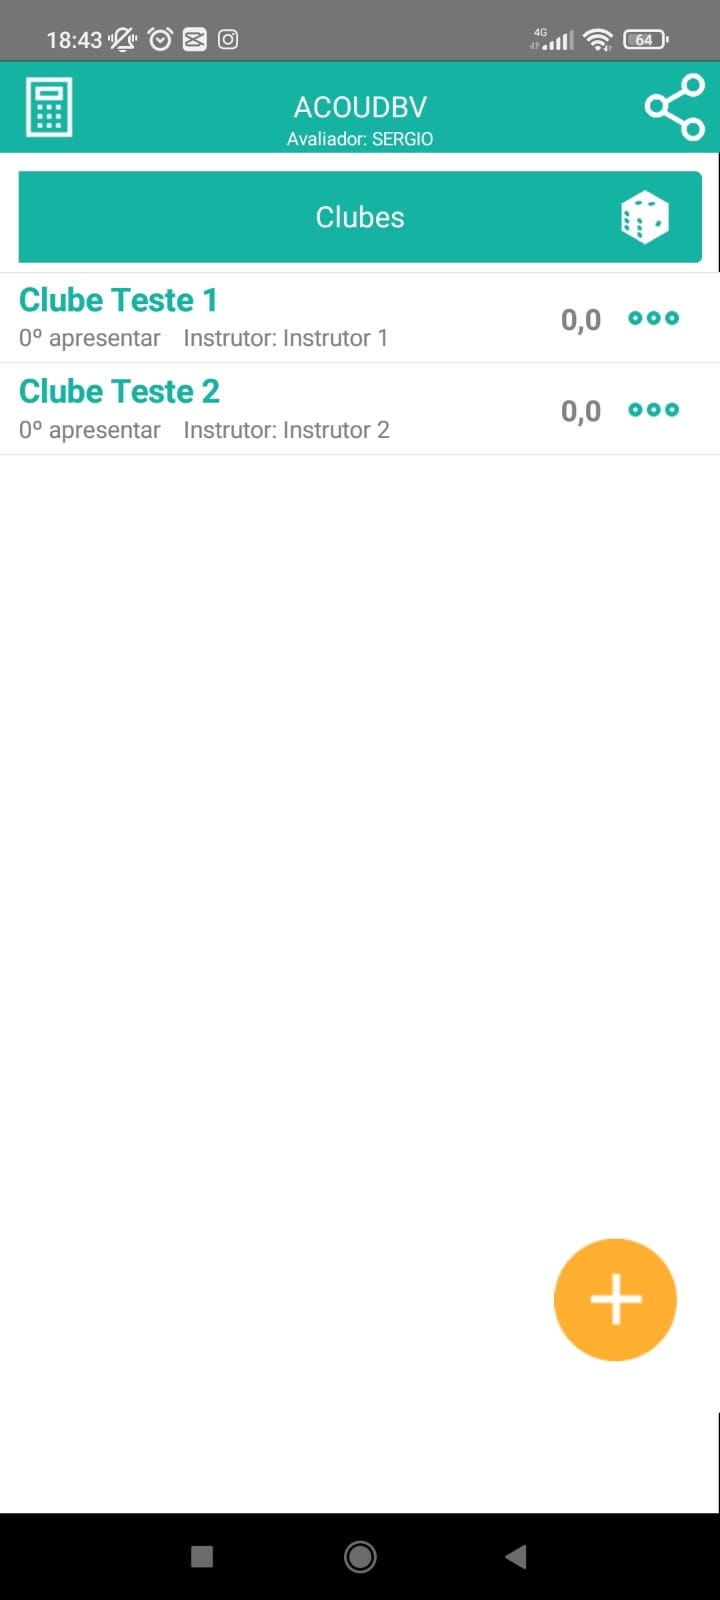 18:43
4G
64
ACOUDBV
Avaliador: SERGIO
Clubes
Clube Teste 1
0,0
0º apresentar Instrutor: Instrutor 1
Clube Teste 2
0,0
0º apresentar Instrutor: Instrutor 2